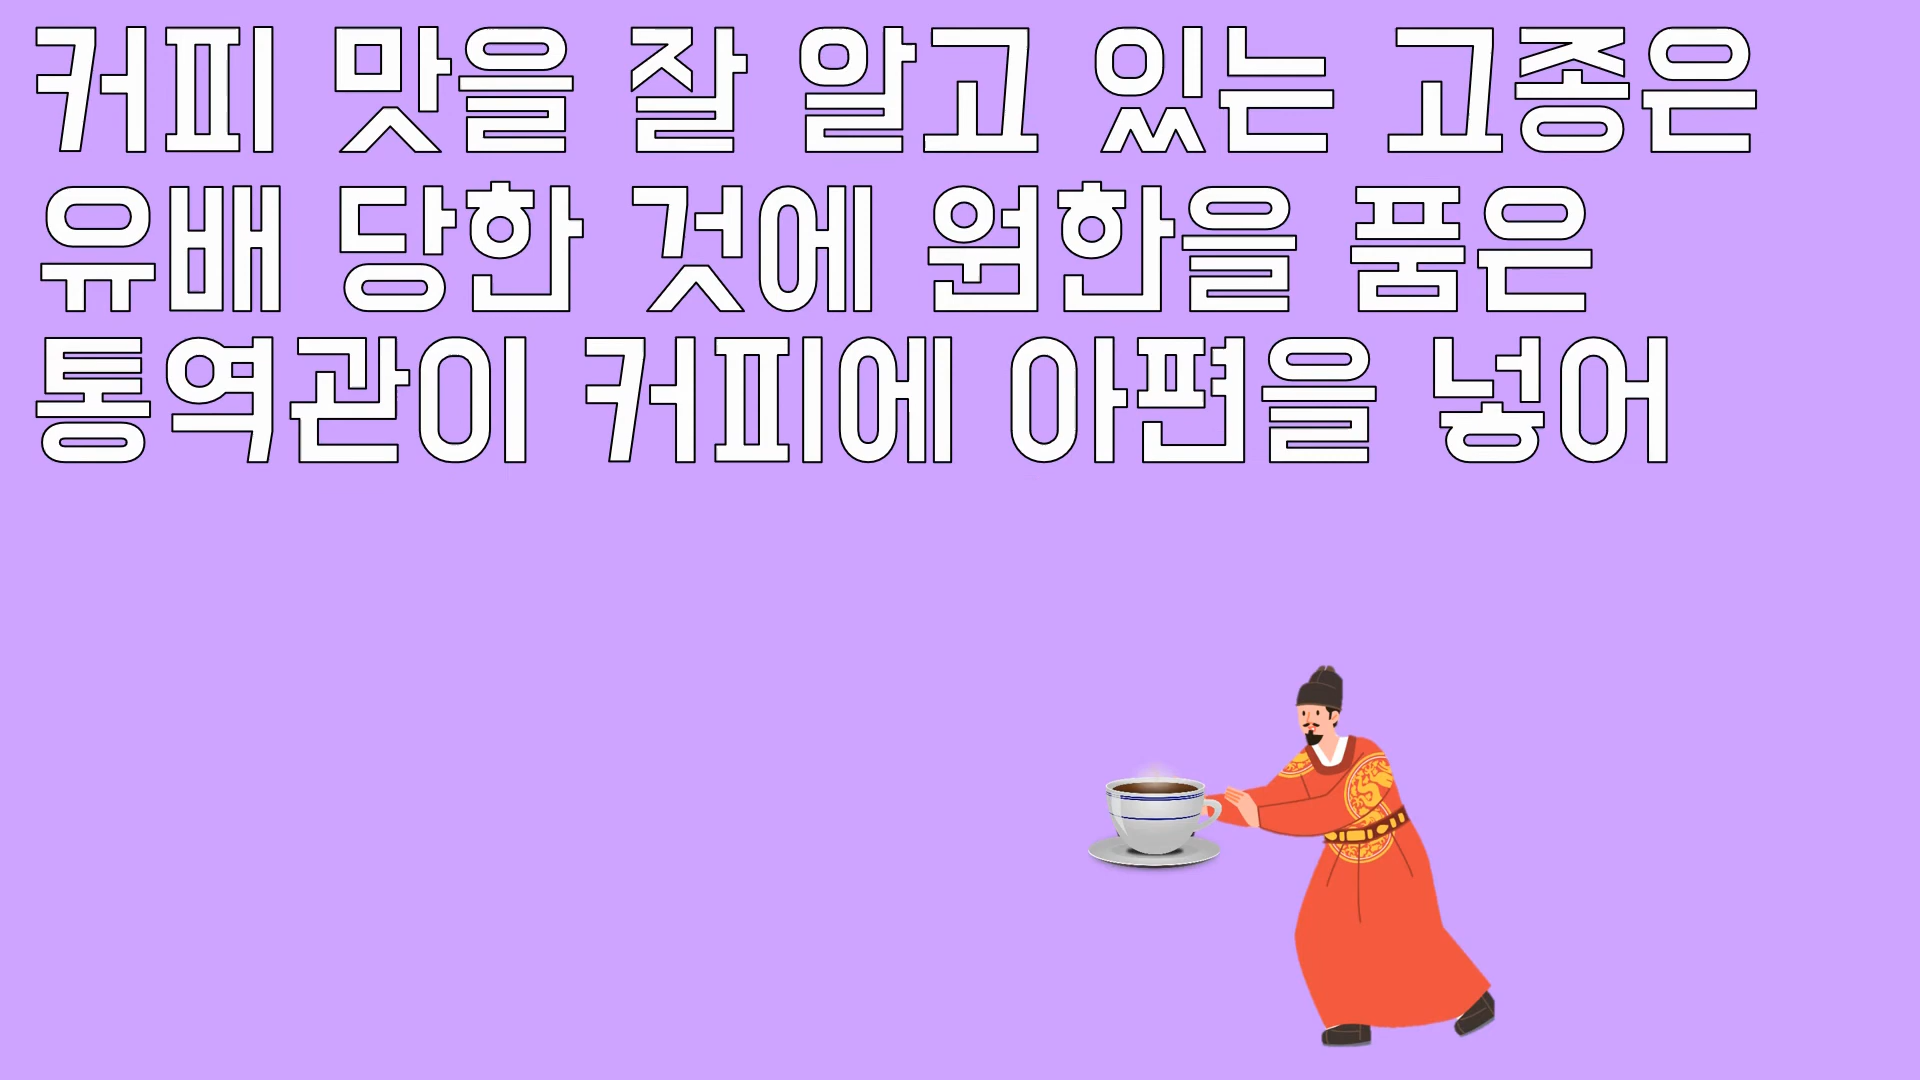 커피 맛을 잘 알고 있는 고종은
유배 당한 것에 원한을 품은
통역관이 커피에 아편을 넣어